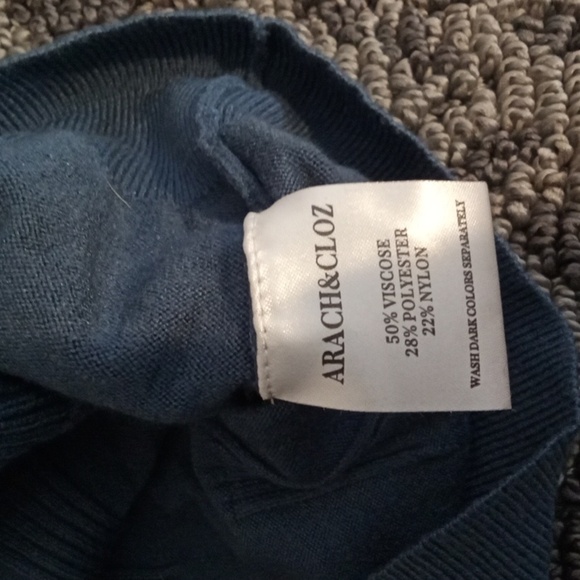 ARACH&CLOZ
50% VISCOSE
28% POLYESTER
22% NYLON
WASH DARK COLORS SEPARATELY